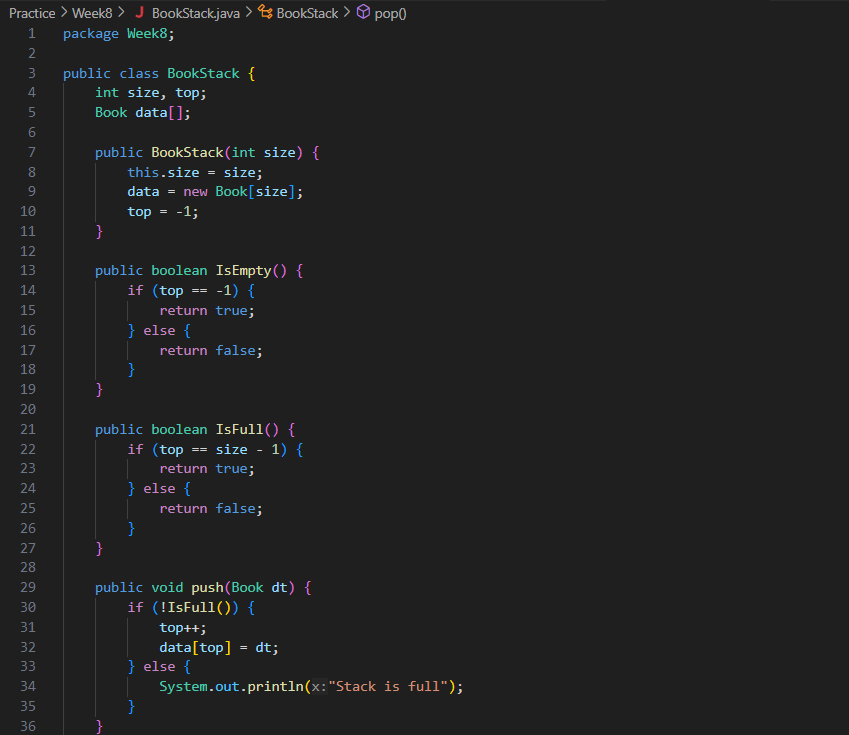 Practice > Week8 > J BookStack.java > BookStack > pop()
1 package Week8;
2
3 public class BookStack {
4     int size, top;
5     Book data[];
6
7     public BookStack(int size) {
8         this.size = size;
9         data = new Book[size];
10         top = -1;
11     }
12
13     public boolean IsEmpty() {
14         if (top == -1) {
15             return true;
16         } else {
17             return false;
18         }
19     }
20
21     public boolean IsFull() {
22         if (top == size - 1) {
23             return true;
24         } else {
25             return false;
26         }
27     }
28
29     public void push(Book dt) {
30         if (!IsFull()) {
31             top++;
32             data[top] = dt;
33         } else {
34             System.out.println(x:"Stack is full");
35         }
36     }